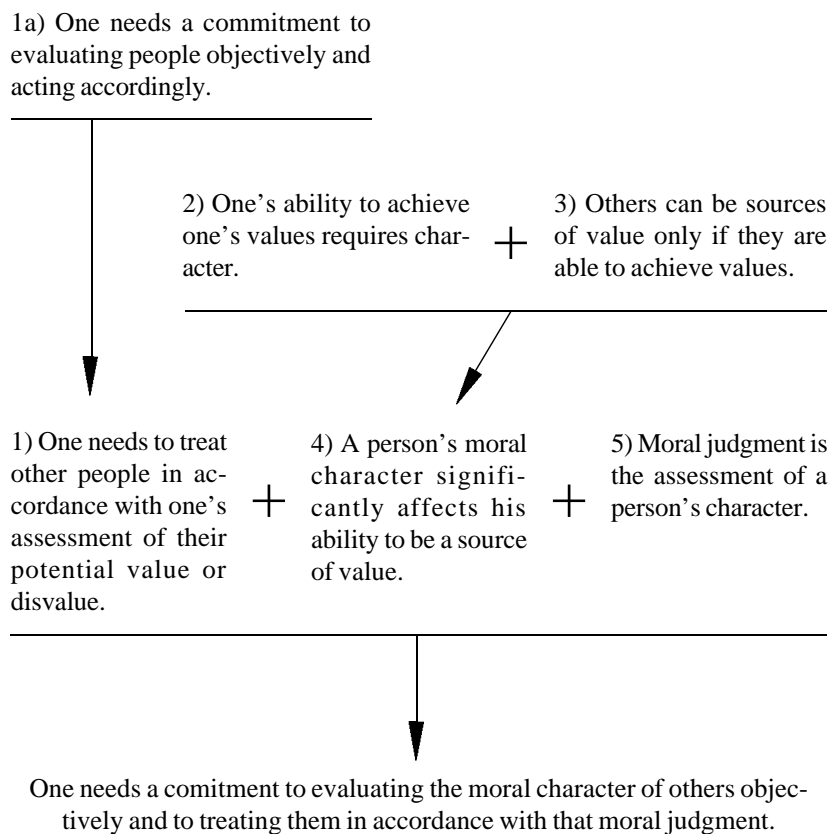 1a) One needs a commitment to
evaluating people objectively and
acting accordingly.
2) One’s ability to achieve
one’s values requires char-
acter.
+
3) Others can be sources
of value only if they are
able to achieve values.
1) One needs to treat
other people in ac-
cordance with one’s
assessment of their
potential value or
disvalue.
+
4) A person’s moral
character signifi-
cantly affects his
ability to be a source
of value.
+
5) Moral judgment is
the assessment of a
person’s character.
One needs a comitment to evaluating the moral character of others objec-
tively and to treating them in accordance with that moral judgment.